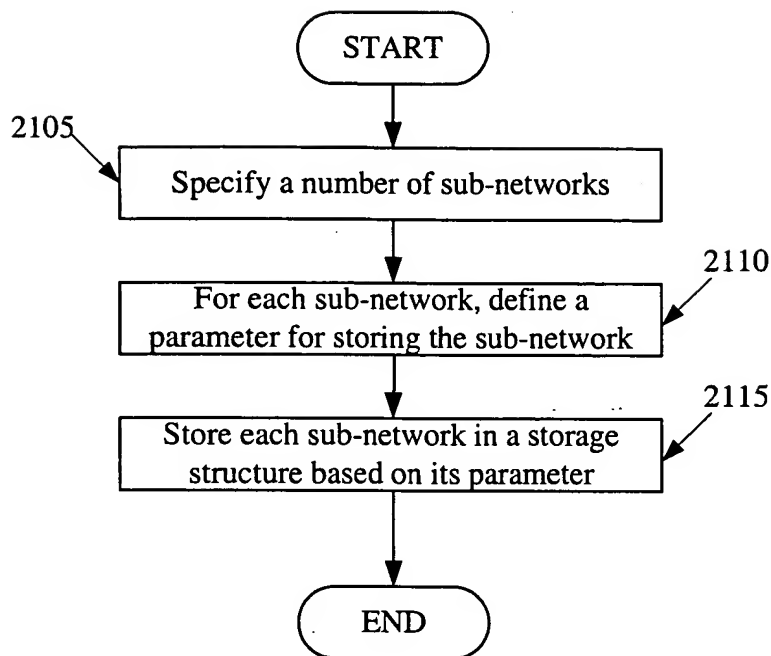 START
2105
Specify a number of sub-networks
2110
For each sub-network, define a
parameter for storing the sub-network
2115
Store each sub-network in a storage
structure based on its parameter
END